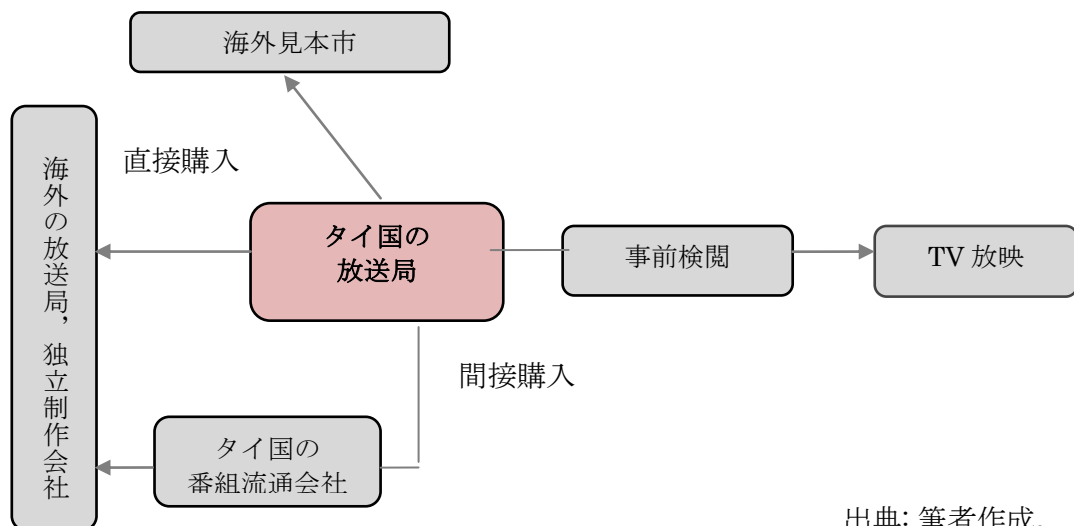 海外見本市
直接購入
海外の放送局，独立制作会社
タイ国の
放送局
事前検閲
TV 放映
間接購入
タイ国の
番組流通会社
出典: 筆者作成.